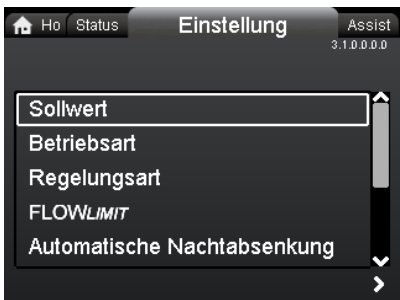 Ho Status Einstellung Assist
3.1.0.0.0.0
Sollwert
Betriebsart
Regelungsart
FLOWLIMIT
Automatische Nachtabsenkung